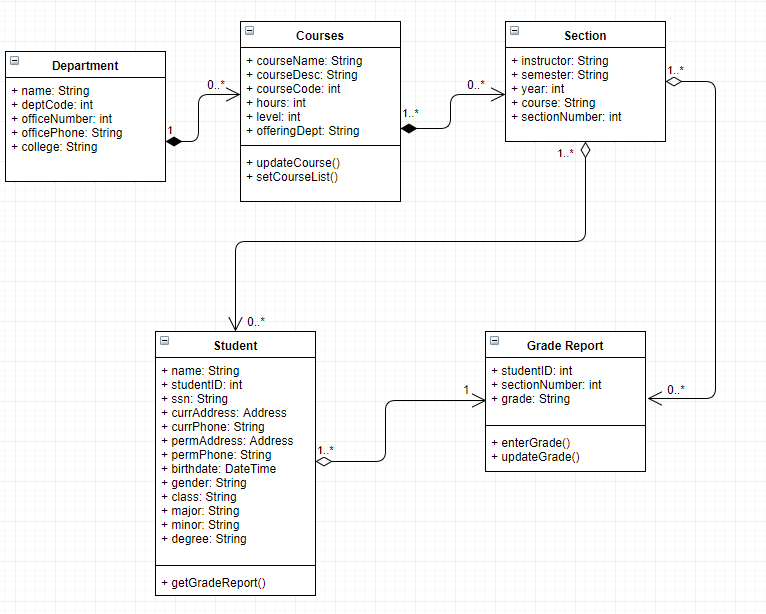 Department
+ name: String
+ deptCode: int
+ officeNumber: int
+ officePhone: String
+ college: String
1
0..*
Courses
+ courseName: String
+ courseDesc: String
+ courseCode: int
+ hours: int
+ level: int
+ offeringDept: String
+ updateCourse()
+ setCourseList()
1..*
0..*
Section
+ instructor: String
+ semester: String
+ year: int
+ course: String
+ sectionNumber: int
1..*
1..*
0..*
Student
+ name: String
+ studentID: int
+ ssn: String
+ currAddress: Address
+ currPhone: String
+ permAddress: Address
+ permPhone: String
+ birthdate: DateTime
+ gender: String
+ class: String
+ major: String
+ minor: String
+ degree: String
+ getGradeReport()
1..*
1
Grade Report
+ studentID: int
+ sectionNumber: int
+ grade: String
+ enterGrade()
+ updateGrade()
0..*